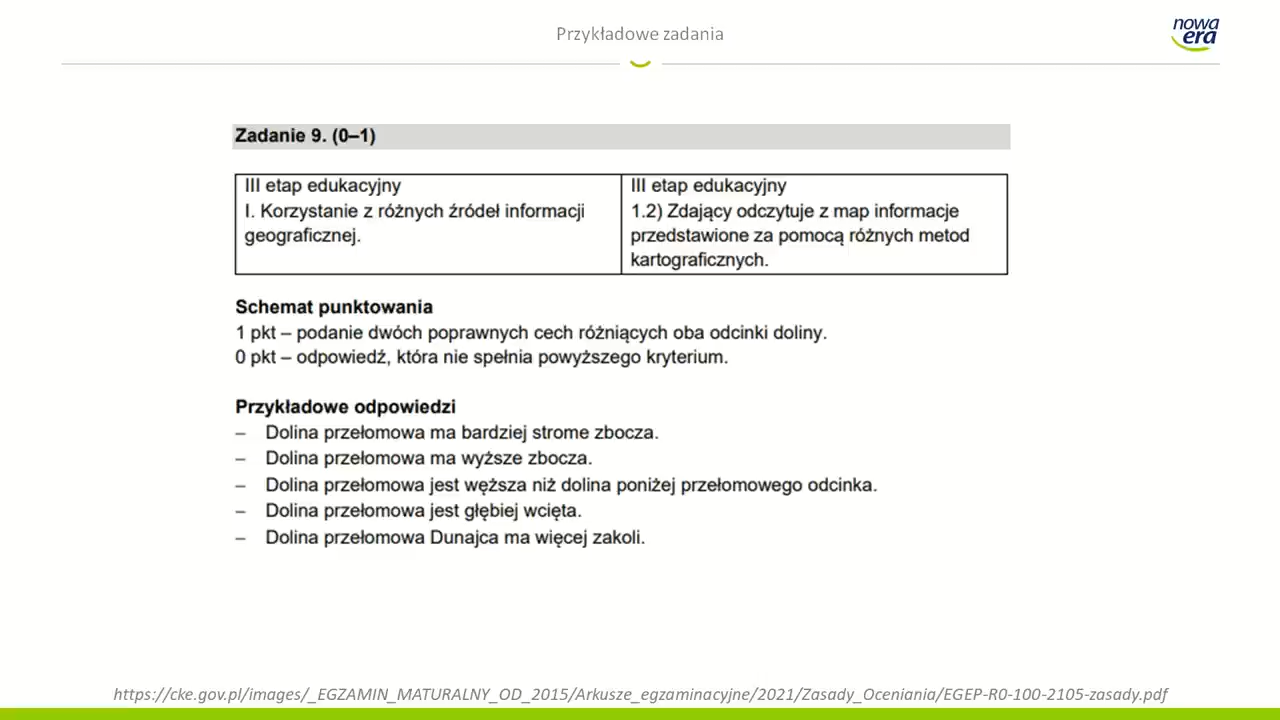 Przykładowe zadania
nowa
era
Zadanie 9. (0–1)
III etap edukacyjny
I. Korzystanie z różnych źródeł informacji
geograficznej.
III etap edukacyjny
1.2) Zdający odczytuje z map informacje
przedstawione za pomocą różnych metod
kartograficznych.
Schemat punktowania
1 pkt – podanie dwóch poprawnych cech różniących oba odcinki doliny.
0 pkt – odpowiedź, która nie spełnia powyższego kryterium.
Przykładowe odpowiedzi
– Dolina przełomowa ma bardziej strome zbocza.
– Dolina przełomowa ma wyższe zbocza.
– Dolina przełomowa jest węższa niż dolina poniżej przełomowego odcinka.
– Dolina przełomowa jest głębiej wcięta.
– Dolina przełomowa Dunajca ma więcej zakoli.
https://cke.gov.pl/images/_EGZAMIN_MATURALNY_OD_2015/Arkusze_egzaminacyjne/2021/Zasady_Oceniania/EGEP-R0-100-2105-zasady.pdf